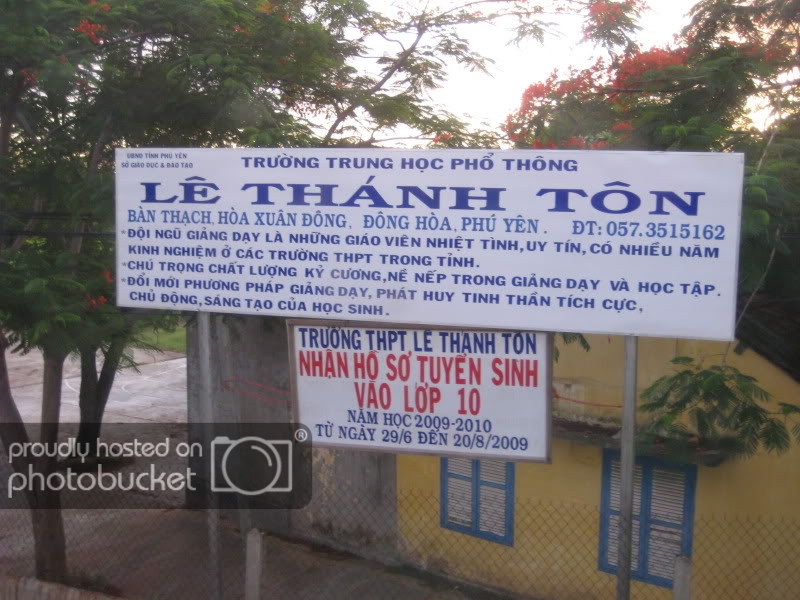 UBND TỈNH PHÚ YÊN
SỞ GIÁO DỤC & ĐÀO TẠO
TRƯỜNG TRUNG HỌC PHỔ THÔNG
LÊ THÁNH TÔN
BÀN THẠCH, HÒA XUÂN ĐÔNG, ĐÔNG HÒA, PHÚ YÊN. ĐT: 057.3515162
*ĐỘI NGŨ GIẢNG DẠY LÀ NHỮNG GIÁO VIÊN NHIỆT TÌNH, UY TÍN, CÓ NHIỀU NĂM
KINH NGHIỆM Ở CÁC TRƯỜNG THPT TRONG TỈNH.
*CHÚ TRỌNG CHẤT LƯỢNG KỶ CƯƠNG, NỀ NẾP TRONG GIẢNG DẠY VÀ HỌC TẬP.
*ĐỔI MỚI PHƯƠNG PHÁP GIẢNG DẠY, PHÁT HUY TINH THẦN TÍCH CỰC,
CHỦ ĐỘNG, SÁNG TẠO CỦA HỌC SINH.
TRƯỜNG THPT LÊ THÁNH TÔN
NHẬN HỒ SƠ TUYỂN SINH
VÀO LỚP 10
NĂM HỌC 2009-2010
TỪ NGÀY 29/6 ĐẾN 20/8/2009
proudly hosted on
photobucket